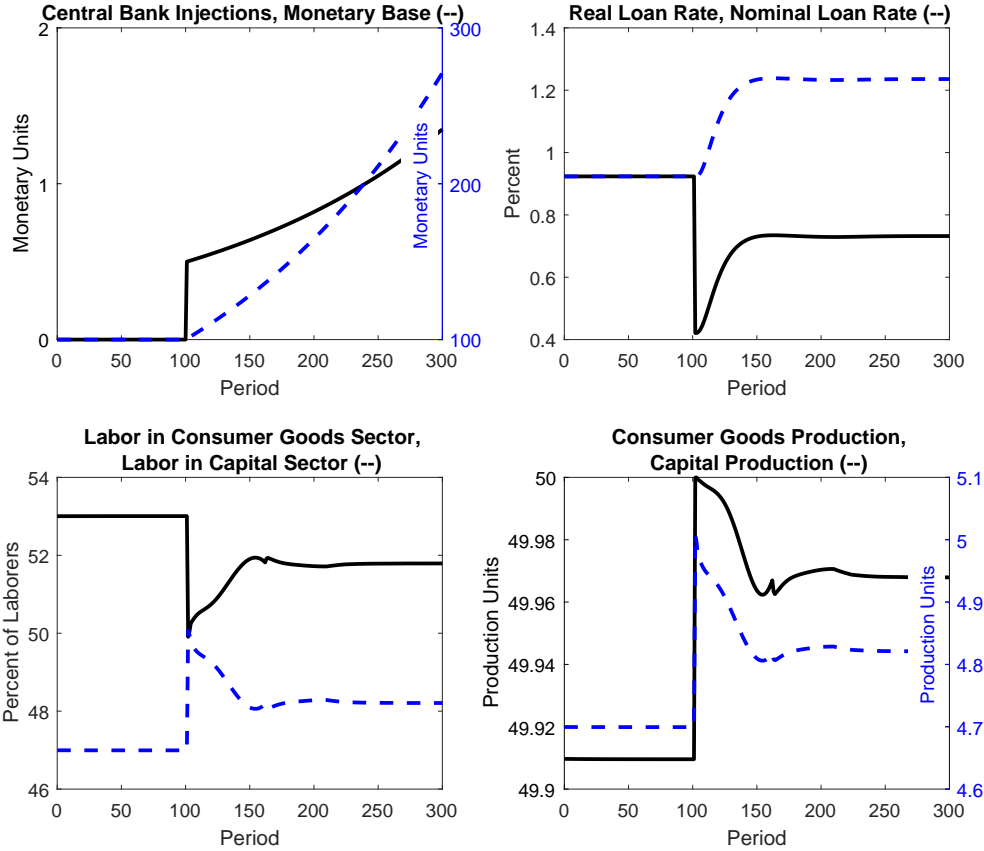 Central Bank Injections, Monetary Base (--)
2
1
0
300
200
100
Monetary Units
Monetary Units
0 50 100 150 200 250 300
Period
Real Loan Rate, Nominal Loan Rate (--)
1.4
1.2
1
0.8
0.6
0.4
Percent
0 50 100 150 200 250 300
Period
Labor in Consumer Goods Sector,
Labor in Capital Sector (--)
54
52
50
48
46
Percent of Laborers
0 50 100 150 200 250 300
Period
Consumer Goods Production,
Capital Production (--)
50
49.98
49.96
49.94
49.92
49.9
5.1
5
4.9
4.8
4.7
4.6
Production Units
Production Units
0 50 100 150 200 250 300
Period